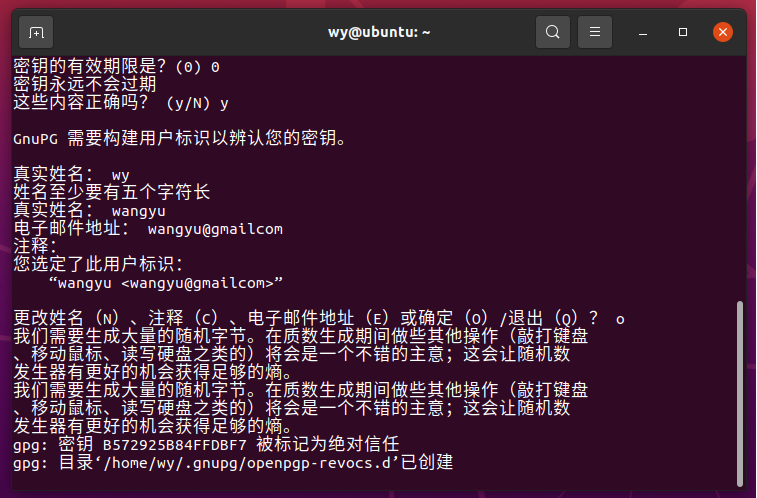 wy@ubuntu: ~
密钥的有效期限是？(0) 0
密钥永远不会过期
这些内容正确吗？ (y/N) y
GnuPG 需要构建用户标识以辨认您的密钥。
真实姓名： wy
姓名至少要有五个字符长
真实姓名： wangyu
电子邮件地址： wangyu@gmailcom
注释：
您选定了此用户标识：
“wangyu <wangyu@gmailcom>”
更改姓名（N）、注释（C）、电子邮件地址（E）或确定（O）/退出（Q）？ o
我们需要生成大量的随机字节。在质数生成期间做些其他操作（敲打键盘
、移动鼠标、读写硬盘之类的）将会是一个不错的主意；这会让随机数
发生器有更好的机会获得足够的熵。
我们需要生成大量的随机字节。在质数生成期间做些其他操作（敲打键盘
、移动鼠标、读写硬盘之类的）将会是一个不错的主意；这会让随机数
发生器有更好的机会获得足够的熵。
gpg: 密钥 B572925B84FFDBF7 被标记为绝对信任
gpg: 目录‘/home/wy/.gnupg/openpgp-revocs.d’已创建